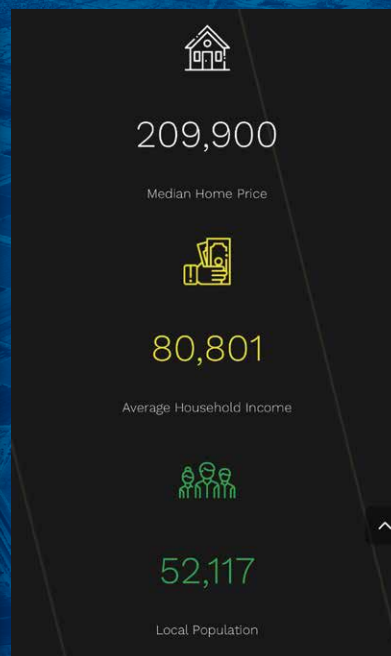 209,900
Median Home Price
80,801
Average Household Income
52,117
Local Population